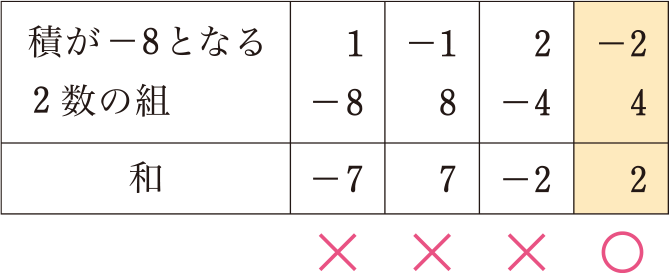 積が－8となる 1 －1 2 －2
2数の組 －8 8 －4 4
和 －7 7 －2 2
× × × ○